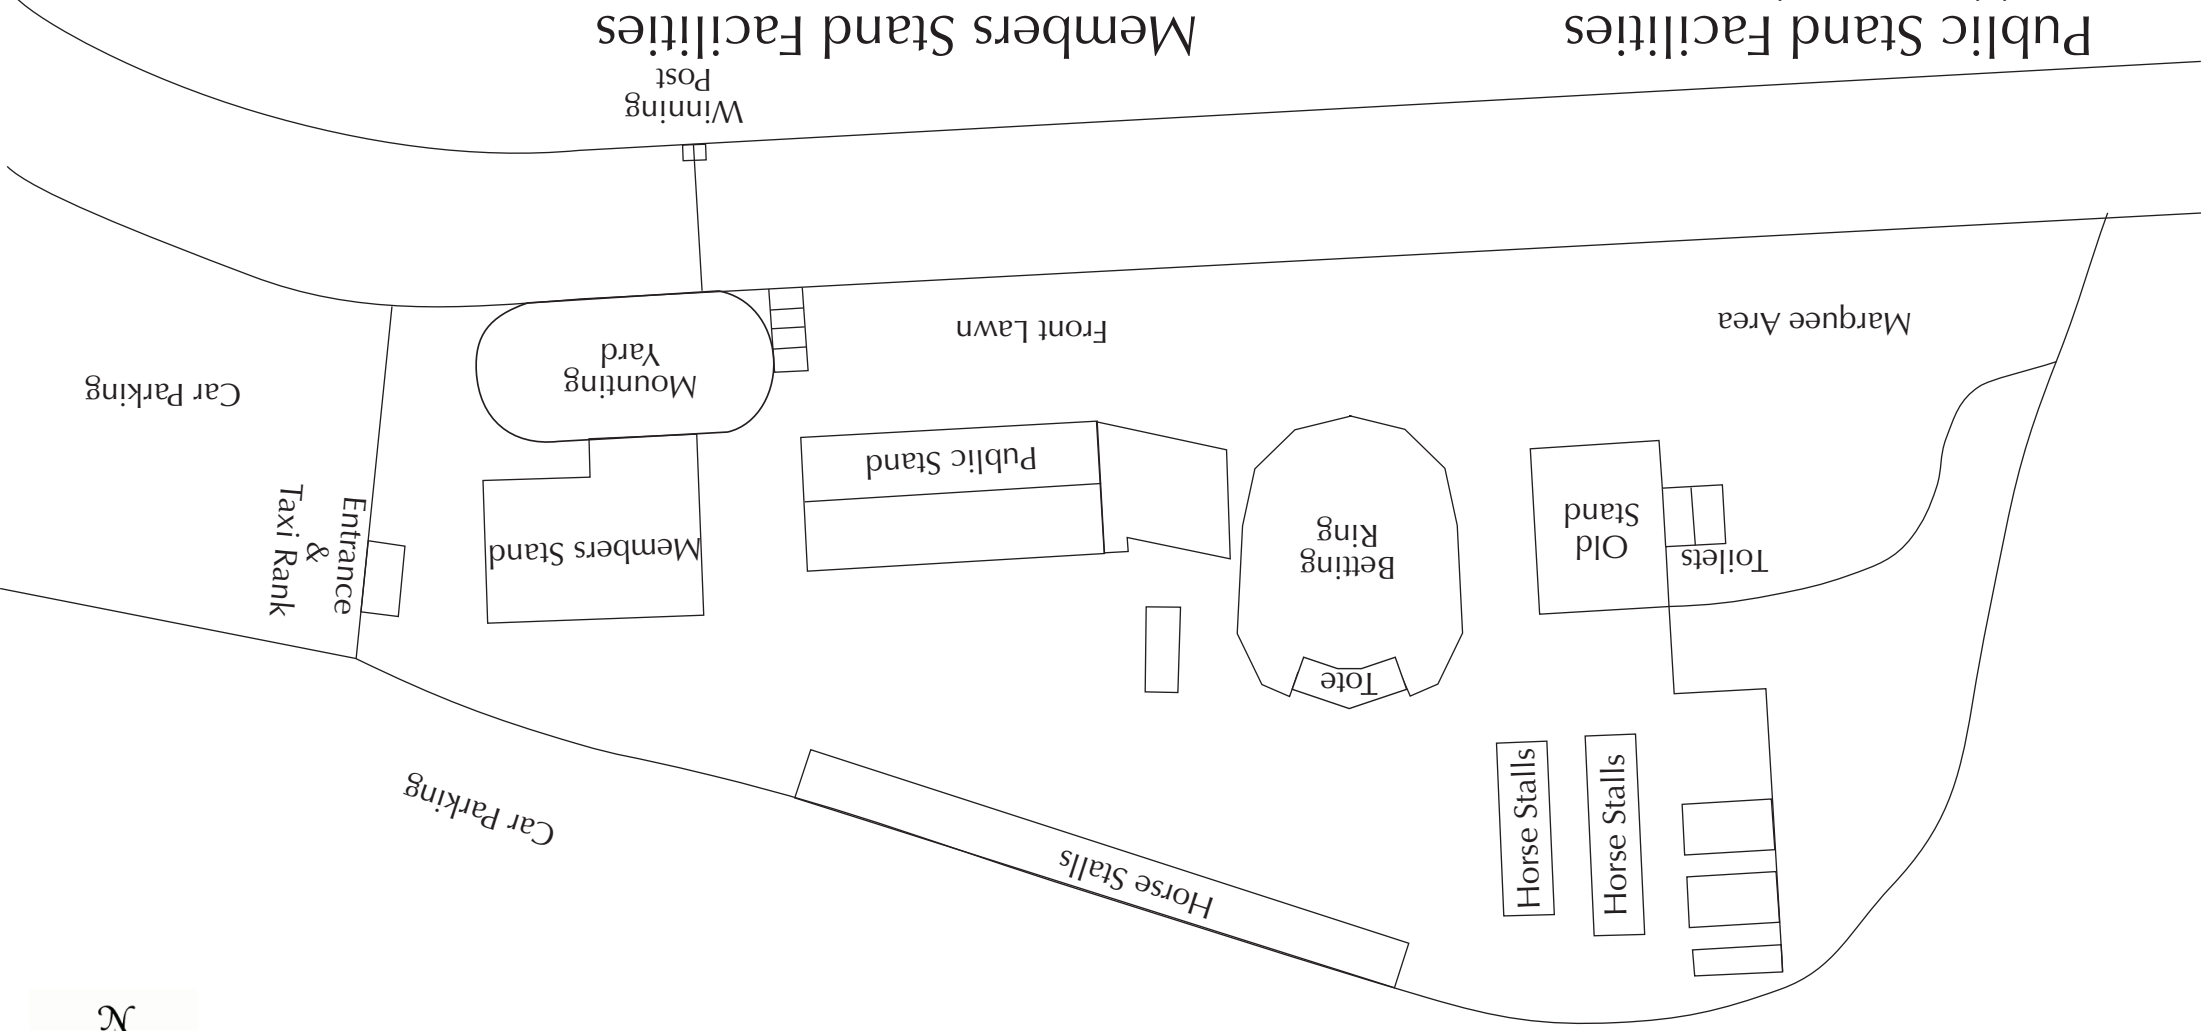 N
Horse Stalls
Horse Stalls
Horse Stalls
Car Parking
Tote
Toilets
Old
Stand
Betting
Ring
Members Stand
Entrance
&
Taxi Rank
Public Stand
Car Parking
Mounting
Yard
Marquee Area
Front Lawn
Winning
Post
Public Stand Facilities
Members Stand Facilities